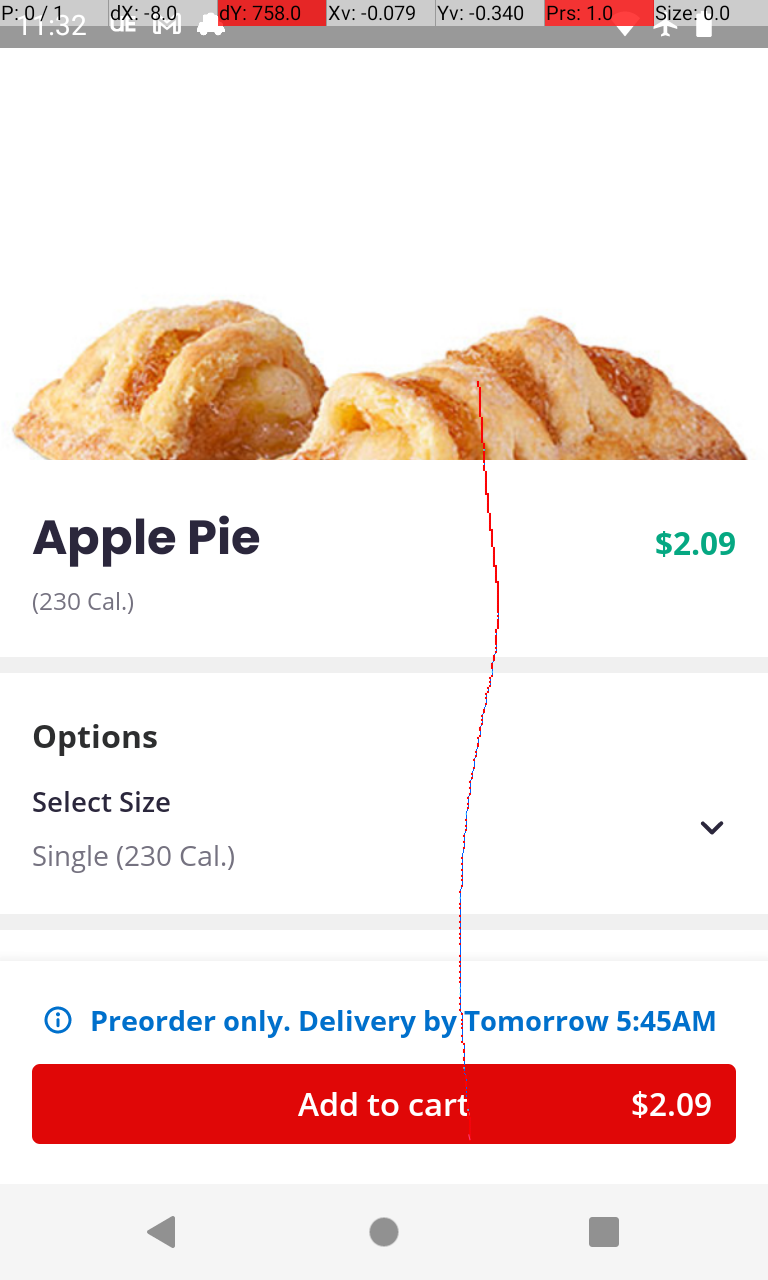 P: 0 / 1 dX: -8.0 dY: 758.0 Xv: -0.079 Yv: -0.340 Prs: 1.0 Size: 0.0
11:32
Apple Pie $2.09
(230 Cal.)
Options
Select Size
Single (230 Cal.)
Preorder only. Delivery by Tomorrow 5:45AM
Add to cart $2.09